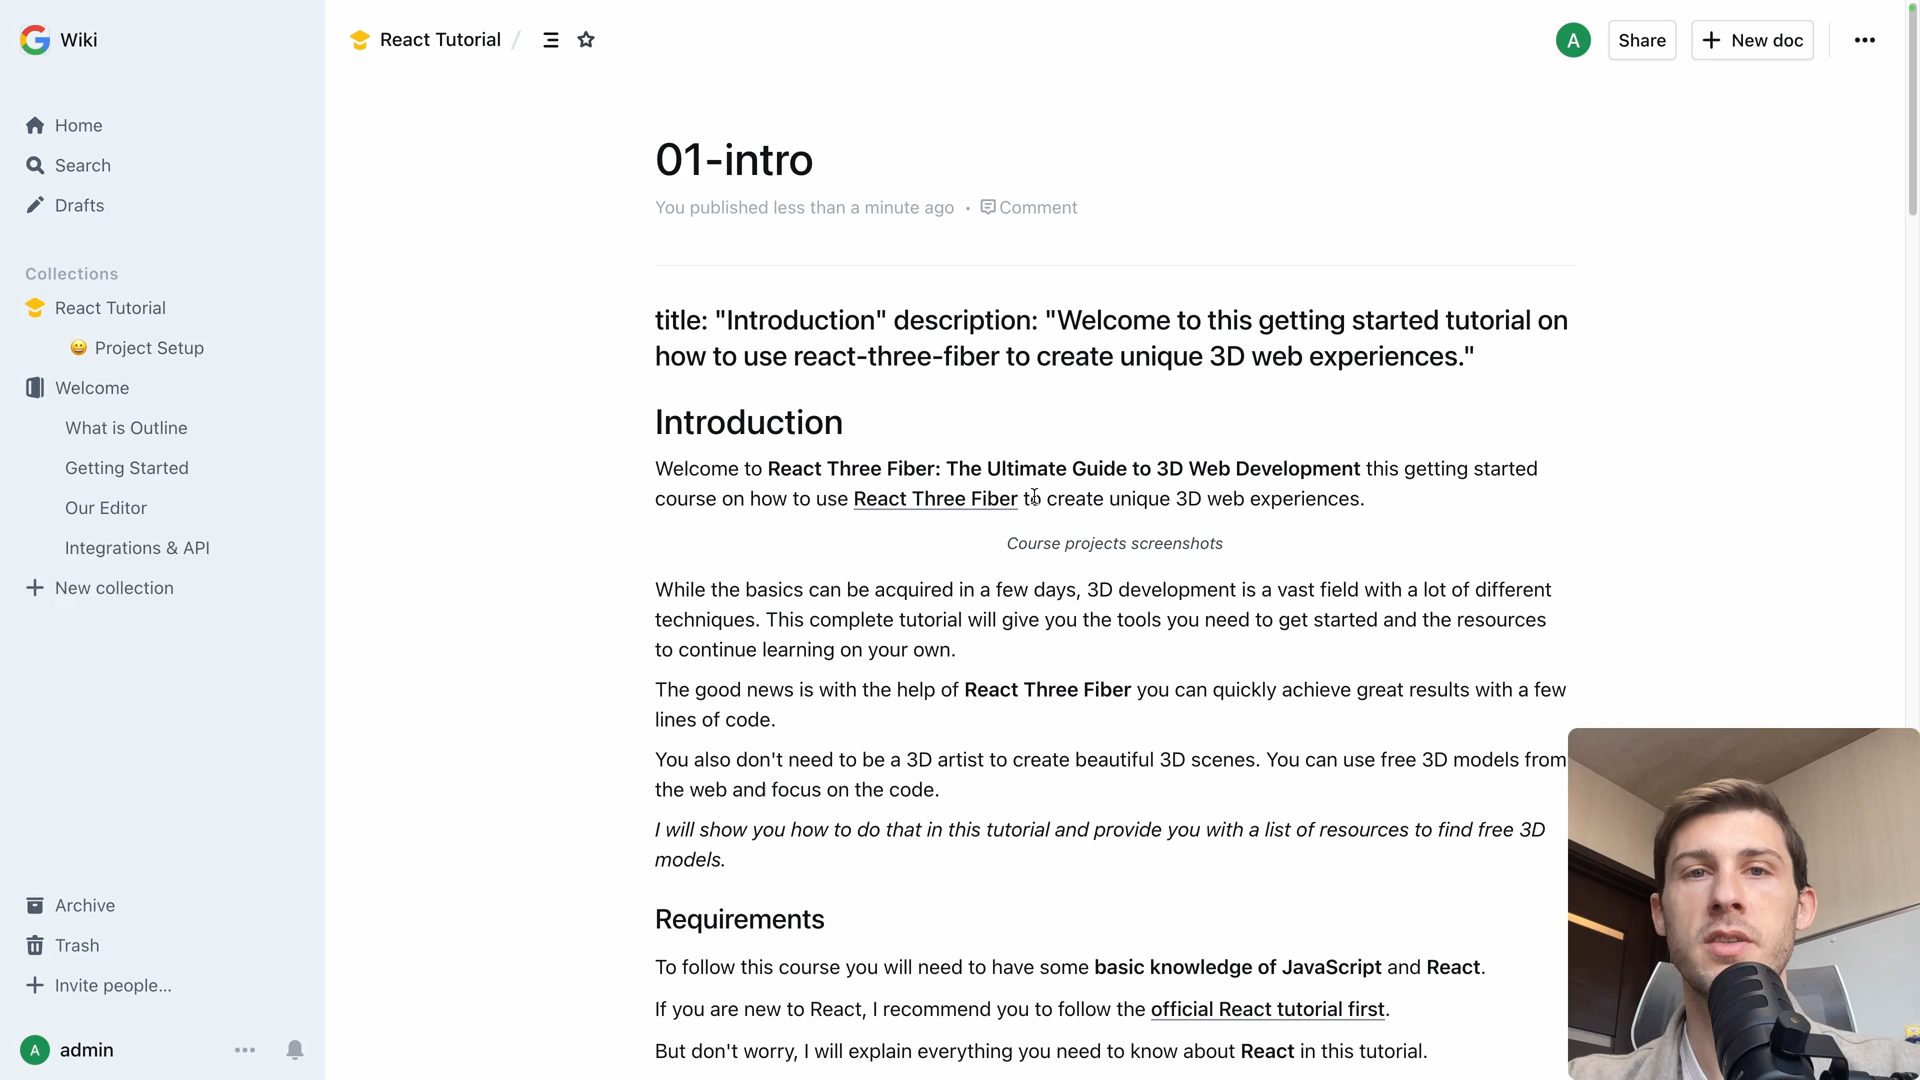 Wiki
React Tutorial /
A
Share
+ New doc
Home
Search
Drafts
Collections
React Tutorial
Project Setup
Welcome
What is Outline
Getting Started
Our Editor
Integrations & API
+ New collection
Archive
Trash
+ Invite people...
A admin
01-intro
You published less than a minute ago • Comment
title: "Introduction" description: "Welcome to this getting started tutorial on
how to use react-three-fiber to create unique 3D web experiences."
Introduction
Welcome to React Three Fiber: The Ultimate Guide to 3D Web Development this getting started
course on how to use React Three Fiber to create unique 3D web experiences.
Course projects screenshots
While the basics can be acquired in a few days, 3D development is a vast field with a lot of different
techniques. This complete tutorial will give you the tools you need to get started and the resources
to continue learning on your own.
The good news is with the help of React Three Fiber you can quickly achieve great results with a few
lines of code.
You also don't need to be a 3D artist to create beautiful 3D scenes. You can use free 3D models from
the web and focus on the code.
I will show you how to do that in this tutorial and provide you with a list of resources to find free 3D
models.
Requirements
To follow this course you will need to have some basic knowledge of JavaScript and React.
If you are new to React, I recommend you to follow the official React tutorial first.
But don't worry, I will explain everything you need to know about React in this tutorial.